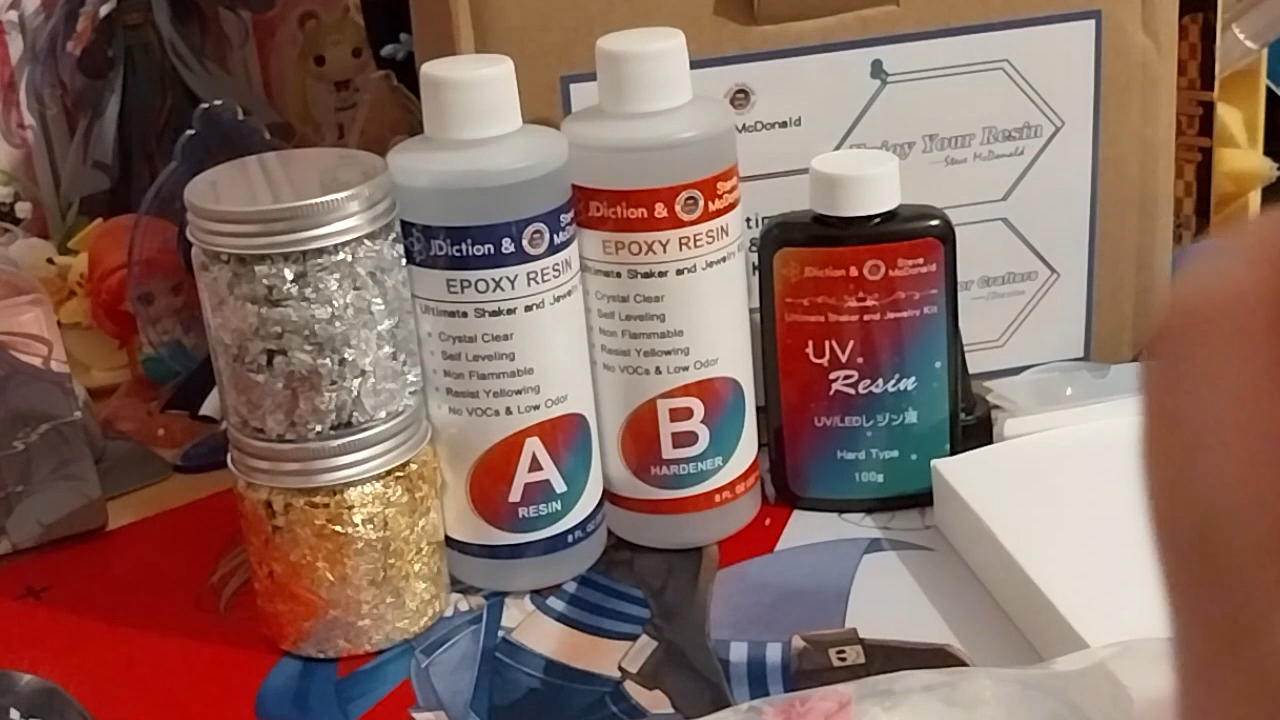 JDiction & Steve McDo
EPOXY RESIN
Ultimate Shaker and Jewelry
Crystal Clear
Self Leveling
Non Flammable
Resist Yellowing
No VOCs & Low Odor
A
RESIN
8 FL. OZ
JDiction & Steve McDona
EPOXY RESIN
Ultimate Shaker and Jewelry
Crystal Clear
Self Leveling
Non Flammable
Resist Yellowing
No VOCs & Low Odor
B
HARDENER
8 FL. OZ
JDiction & Steve McDonald
Ultimate Shaker and Jewelry Kit
UV.
Resin
UV/LEDレジン液
Hard Type
100g
McDonald
Enjoy Your Resin
—Steve McDonald
or Crafters